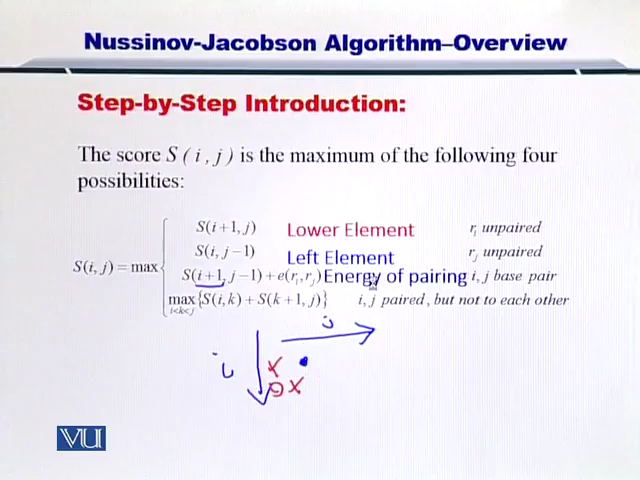 Nussinov-Jacobson Algorithm–Overview
Step-by-Step Introduction:
The score S ( i , j ) is the maximum of the following four
possibilities:
S(i+1, j) Lower Element r_i unpaired
S(i, j−1) Left Element r_j unpaired
S(i, j) = max S(i+1, j−1) + e(r_i, r_j) Energy of pairing i, j base pair
max i<k<j {S(i,k) + S(k+1, j)} i, j paired, but not to each other
j
i x
x
VU